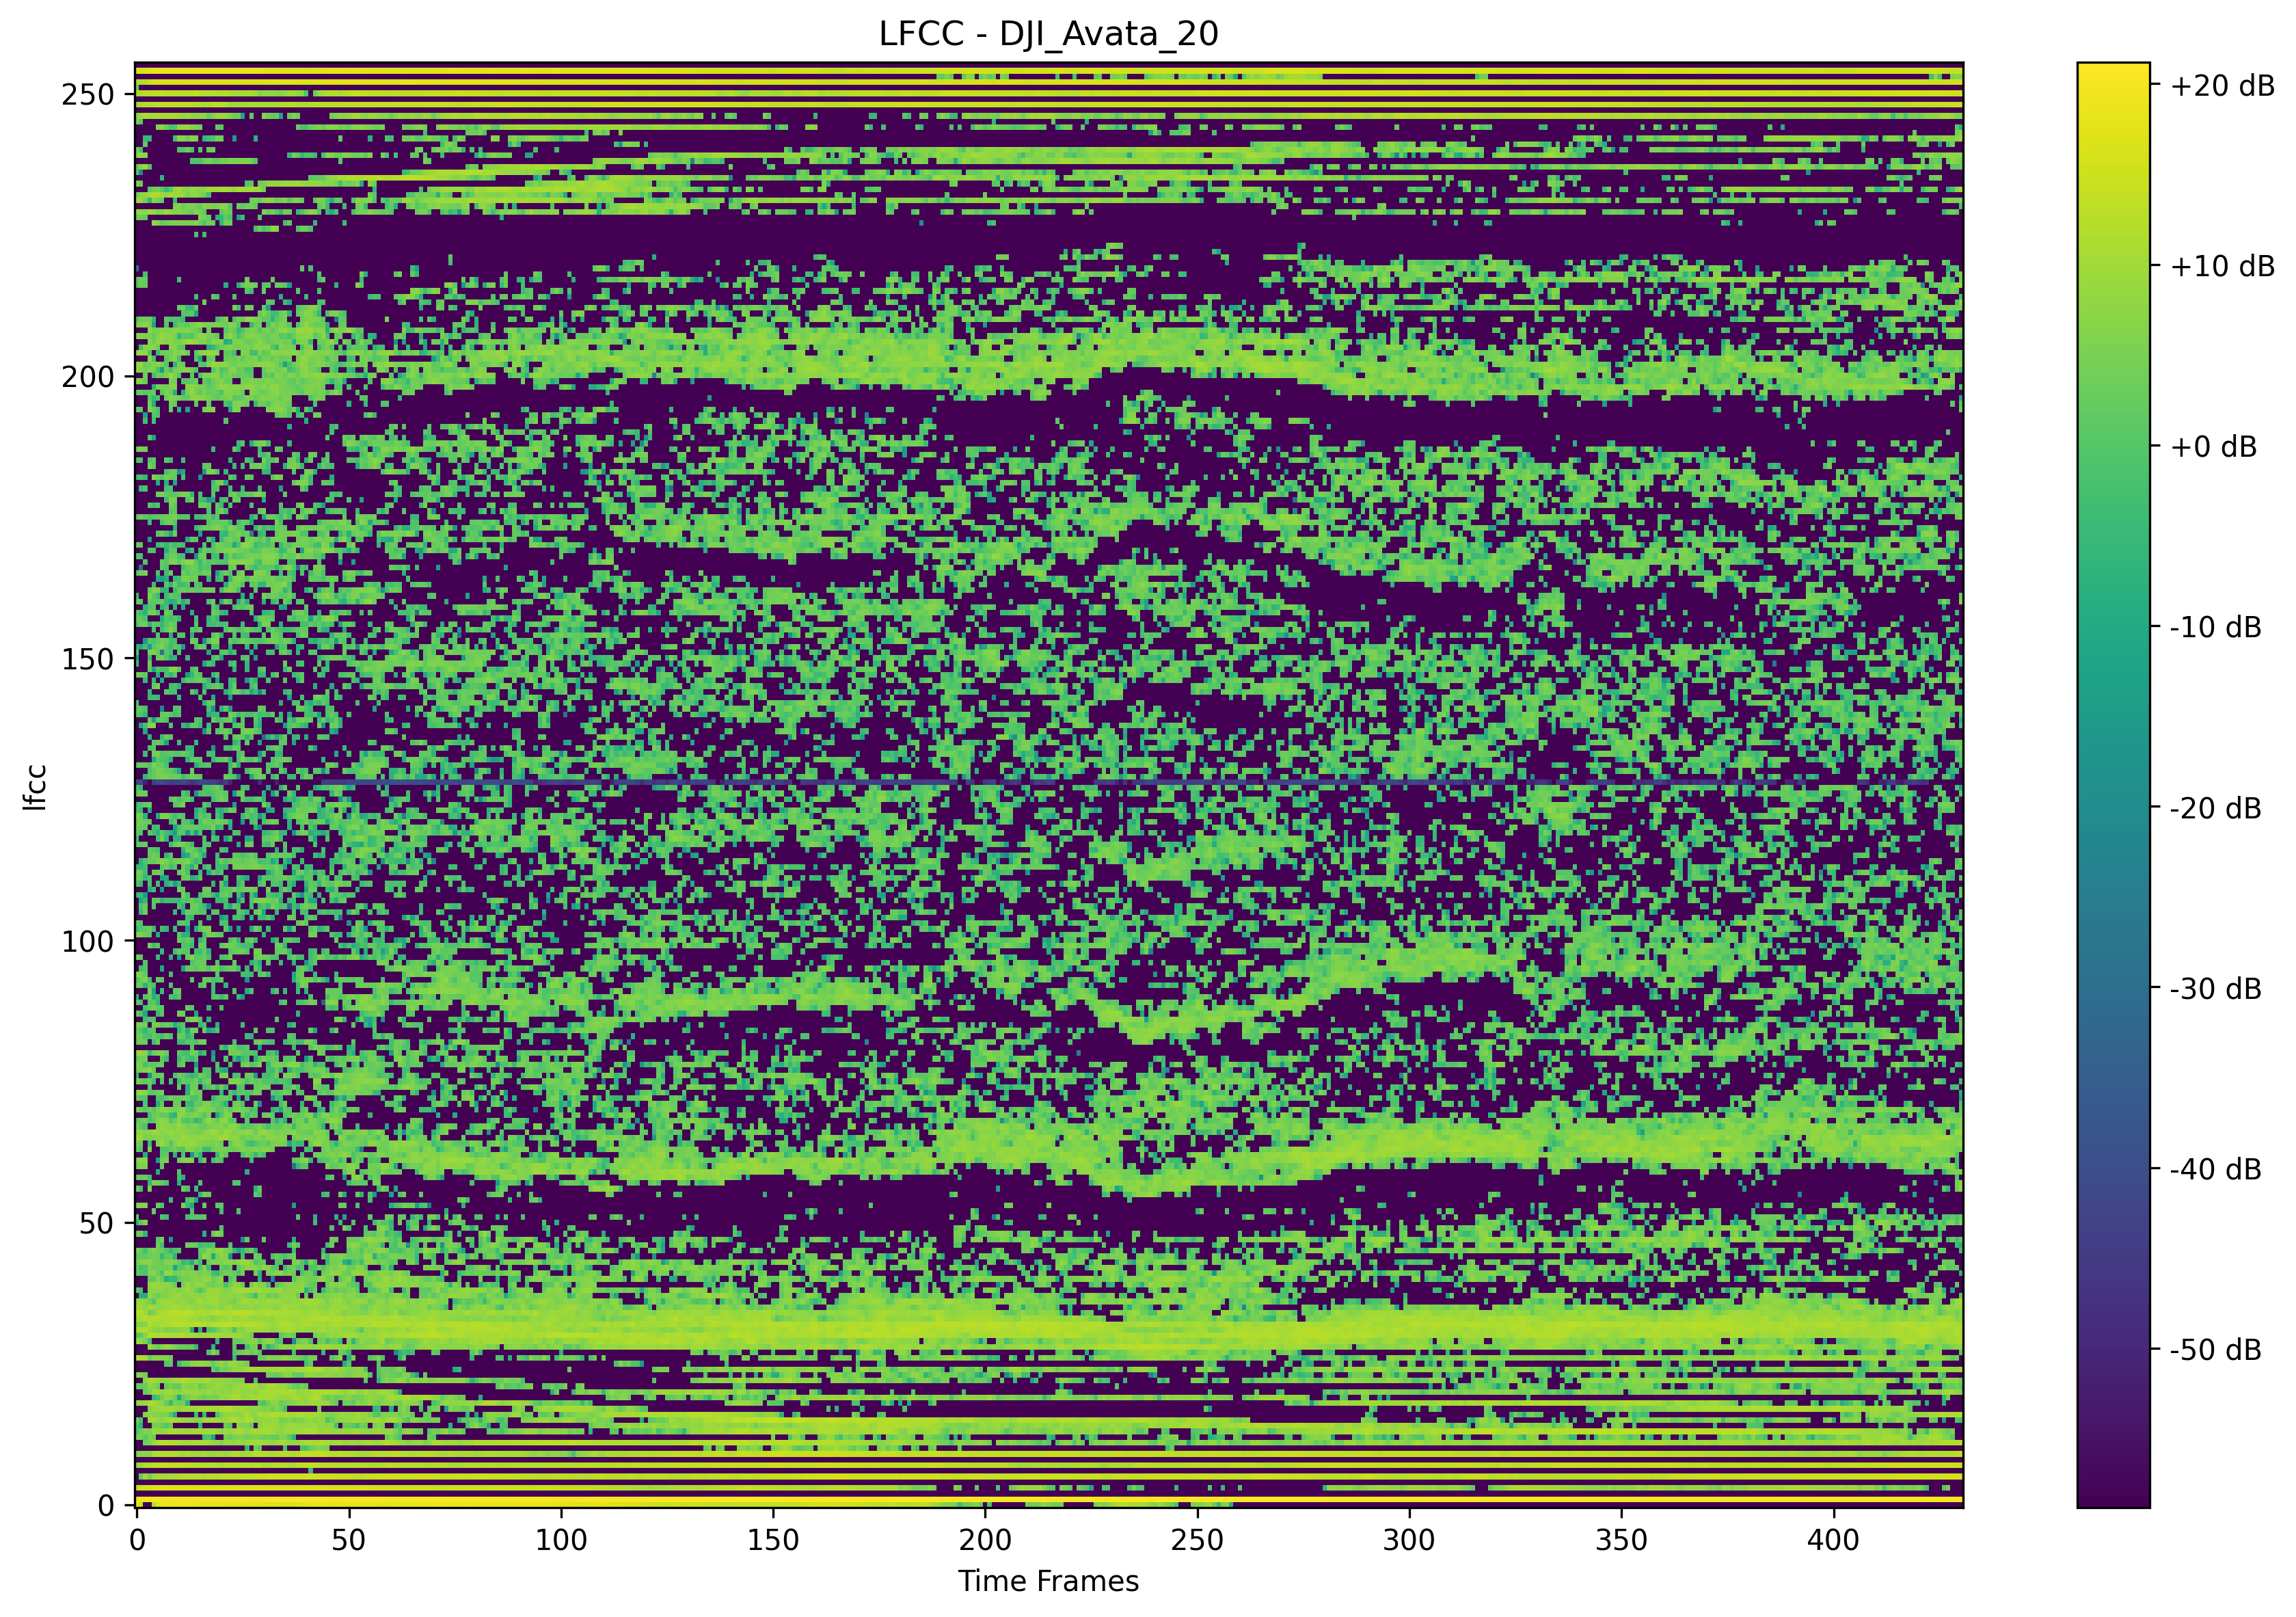 LFCC - DJI_Avata_20
250
200
150
100
50
0
lfcc
0 50 100 150 200 250 300 350 400
Time Frames
+20 dB
+10 dB
+0 dB
-10 dB
-20 dB
-30 dB
-40 dB
-50 dB